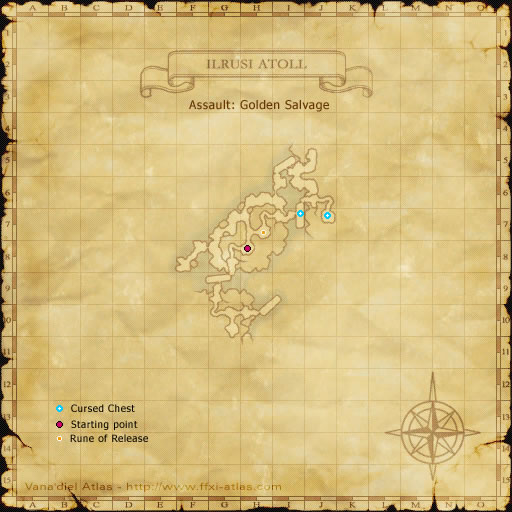 A B C D E F G H I J K L M N O
ILRUSI ATOLL
Assault: Golden Salvage
1
2
3
4
5
6
7
8
9
10
11
12
13
14
15
Cursed Chest
Starting point
Rune of Release
Vana'diel Atlas - http://www.ffxi-atlas.com
A B C D E F G H I J K L M N O